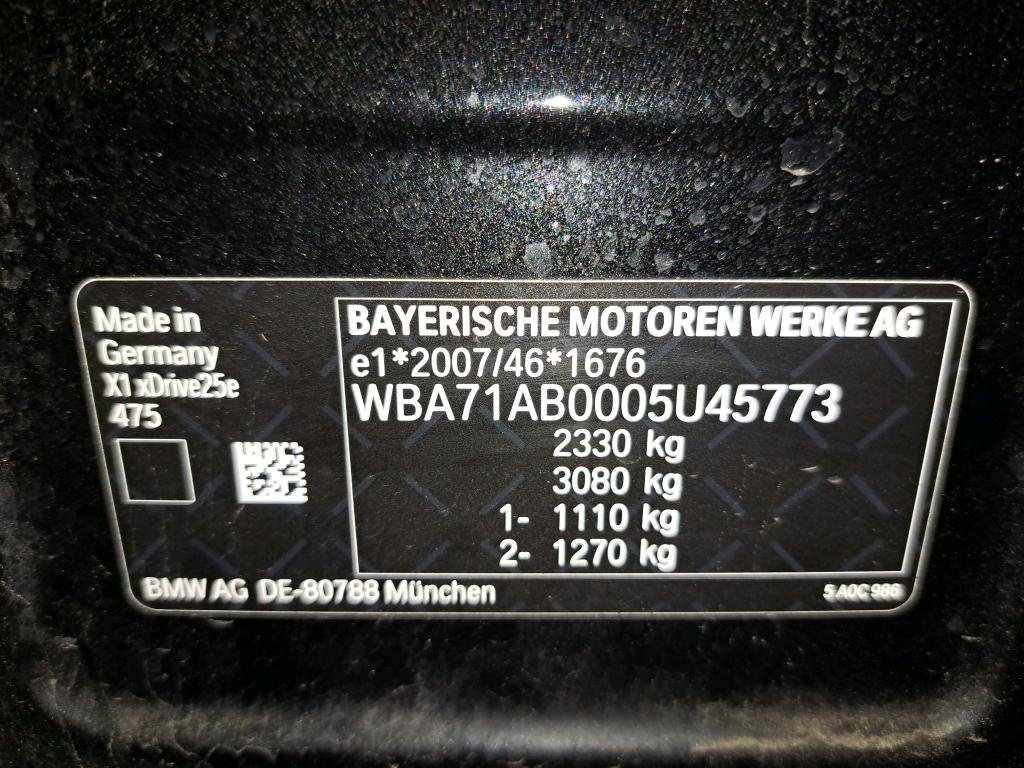 Made in
Germany
X1 xDrive25e
475
BAYERISCHE MOTOREN WERKE AG
e1*2007/46*1676
WBA71AB0005U45773
2330 kg
3080 kg
1- 1110 kg
2- 1270 kg
BMW AG DE-80788 München
5 A0C 986